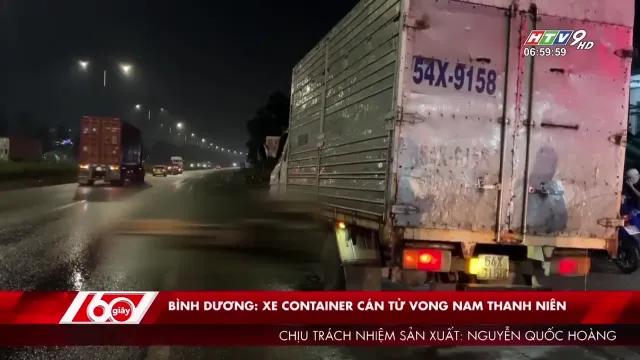 HTV9 HD
06:59:59
54X-9158
54X
60 giây
BÌNH DƯƠNG: XE CONTAINER CÁN TỬ VONG NAM THANH NIÊN
CHỊU TRÁCH NHIỆM SẢN XUẤT: NGUYỄN QUỐC HOÀNG